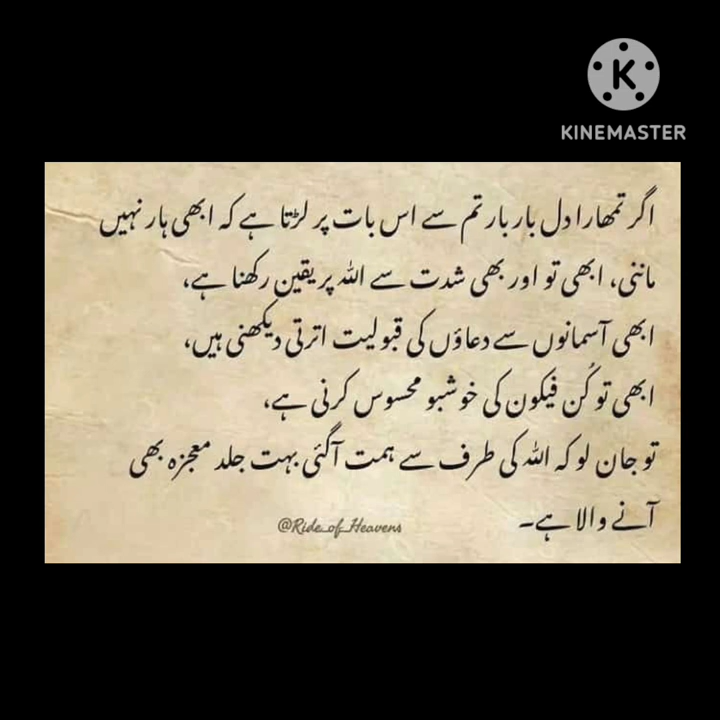 KINEMASTER
اگر تمھارا دل بار بار تم سے اس بات پر لڑتا ہے کہ ابھی ہار نہیں
ماننی، ابھی تو اور بھی شدت سے اللہ پر یقین رکھنا ہے،
ابھی آسمانوں سے دعاؤں کی قبولیت اترتی دیکھنی ہیں،
ابھی تو کُن فیکون کی خوشبو محسوس کرنی ہے،
تو جان لو کہ اللہ کی طرف سے ہمت آگئی بہت جلد معجزہ بھی
آنے والا ہے۔
@Ride_of_Heavens